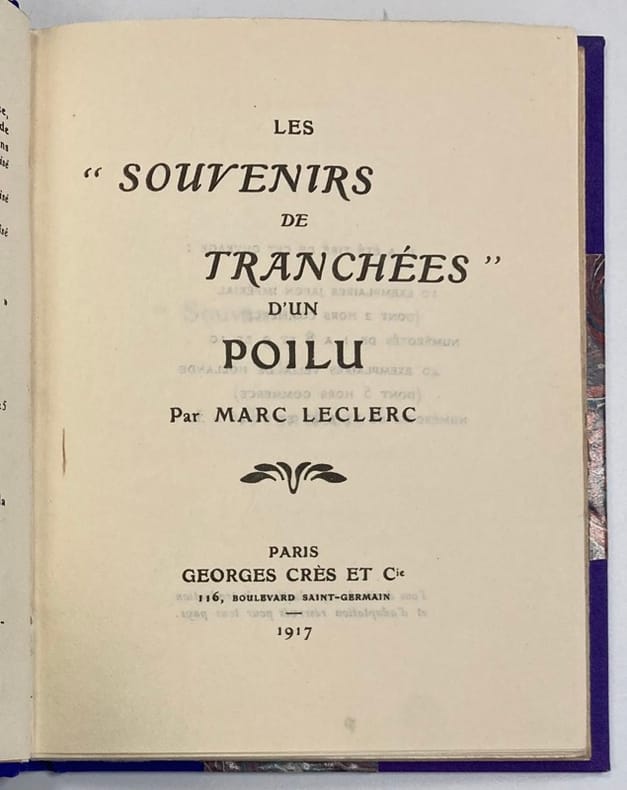 LES
“ SOUVENIRS
DE
TRANCHÉES ”
D'UN
POILU
Par MARC LECLERC
PARIS
GEORGES CRÈS ET Cie
116, BOULEVARD SAINT-GERMAIN
1917